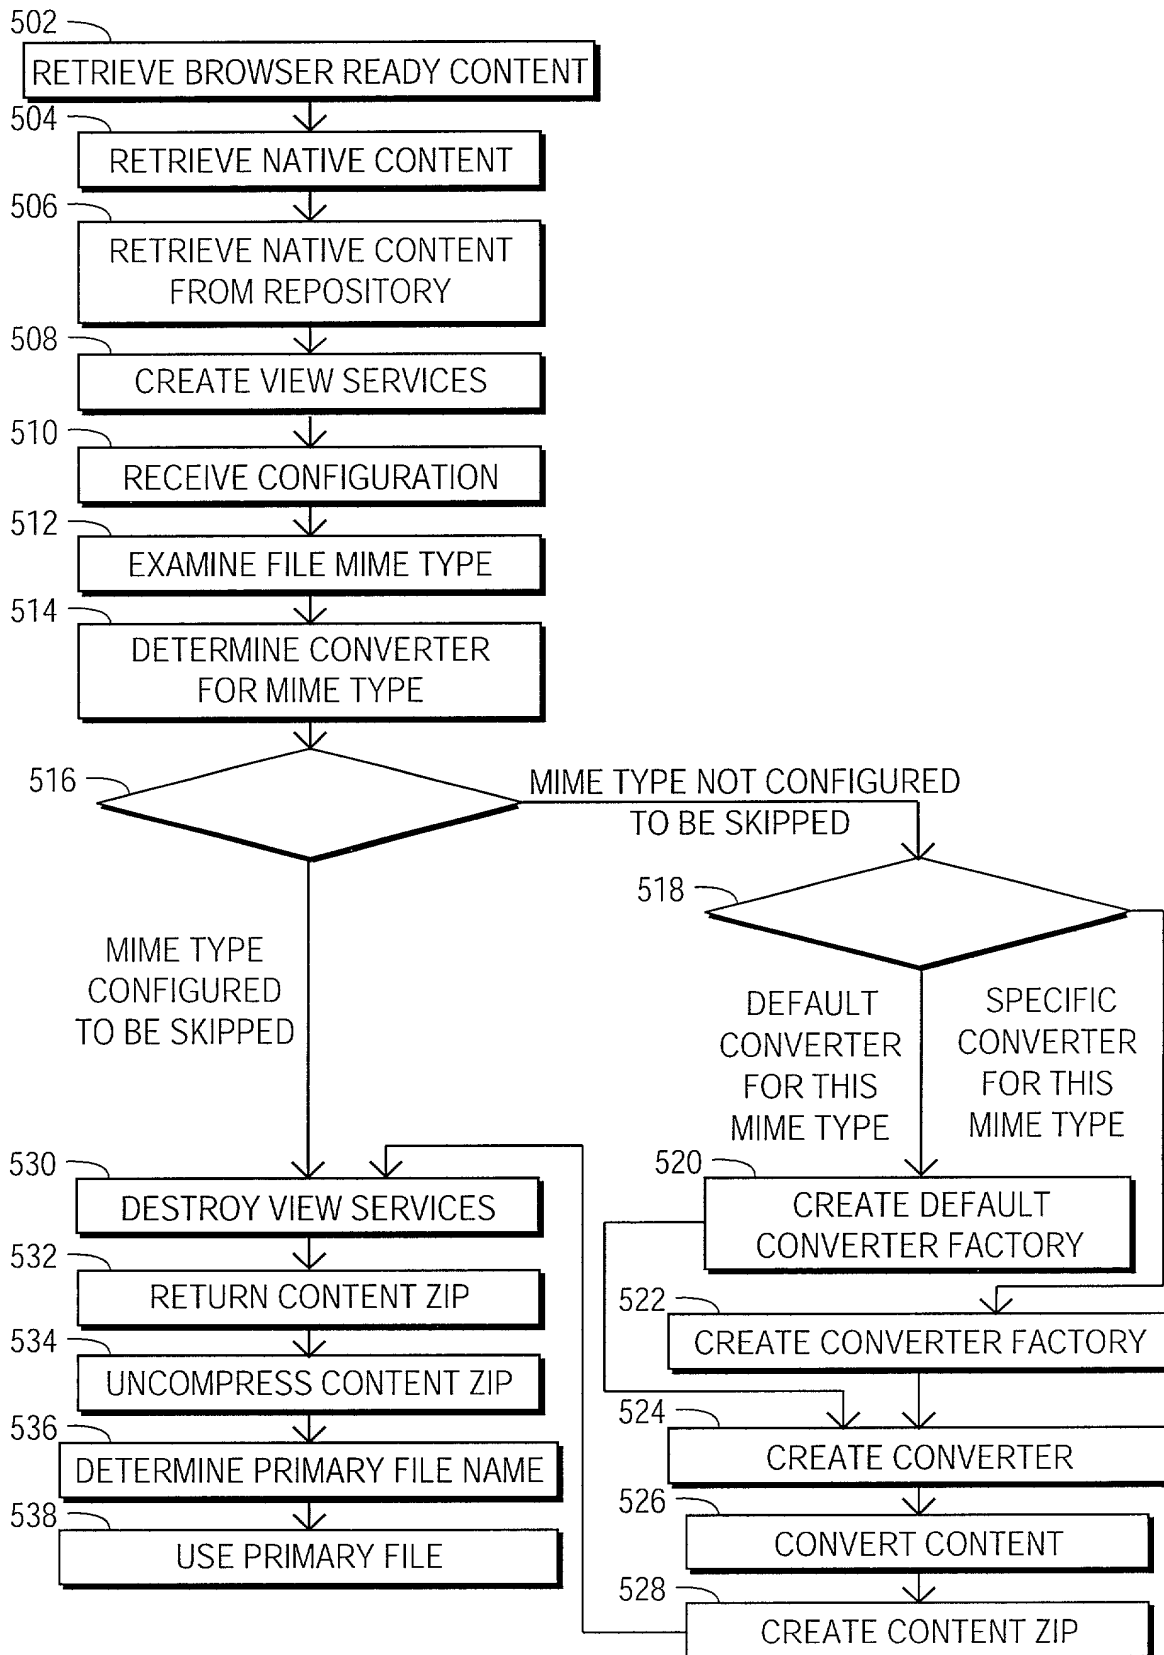 502
RETRIEVE BROWSER READY CONTENT
504
RETRIEVE NATIVE CONTENT
506
RETRIEVE NATIVE CONTENT
FROM REPOSITORY
508
CREATE VIEW SERVICES
510
RECEIVE CONFIGURATION
512
EXAMINE FILE MIME TYPE
514
DETERMINE CONVERTER
FOR MIME TYPE
516
MIME TYPE NOT CONFIGURED
TO BE SKIPPED
518
MIME TYPE
CONFIGURED
TO BE SKIPPED
DEFAULT
CONVERTER
FOR THIS
MIME TYPE
SPECIFIC
CONVERTER
FOR THIS
MIME TYPE
520
CREATE DEFAULT
CONVERTER FACTORY
522
CREATE CONVERTER FACTORY
524
CREATE CONVERTER
526
CONVERT CONTENT
528
CREATE CONTENT ZIP
530
DESTROY VIEW SERVICES
532
RETURN CONTENT ZIP
534
UNCOMPRESS CONTENT ZIP
536
DETERMINE PRIMARY FILE NAME
538
USE PRIMARY FILE